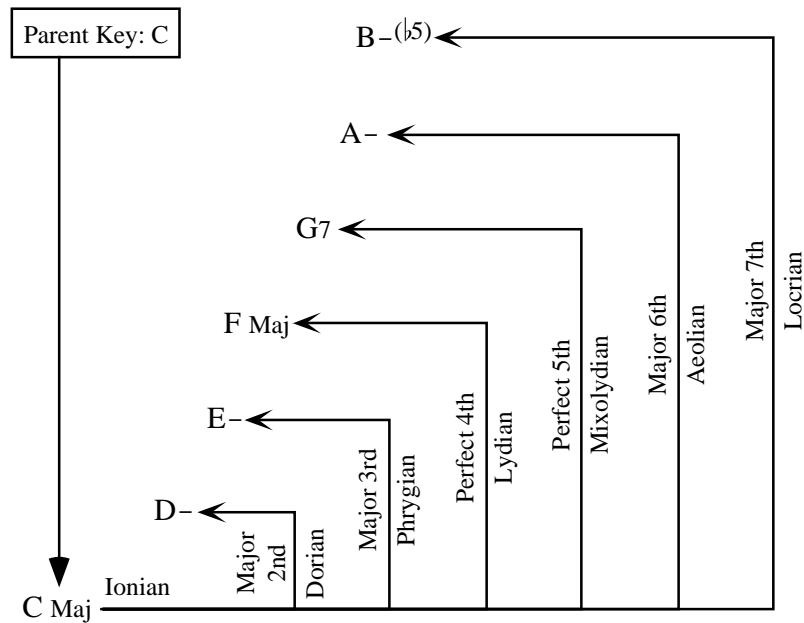 Parent Key: C
B–(♭5)
A–
G7
F Maj
E–
D–
C Maj
Ionian
Major
2nd
Dorian
Major 3rd
Phrygian
Perfect 4th
Lydian
Perfect 5th
Mixolydian
Major 6th
Aeolian
Major 7th
Locrian